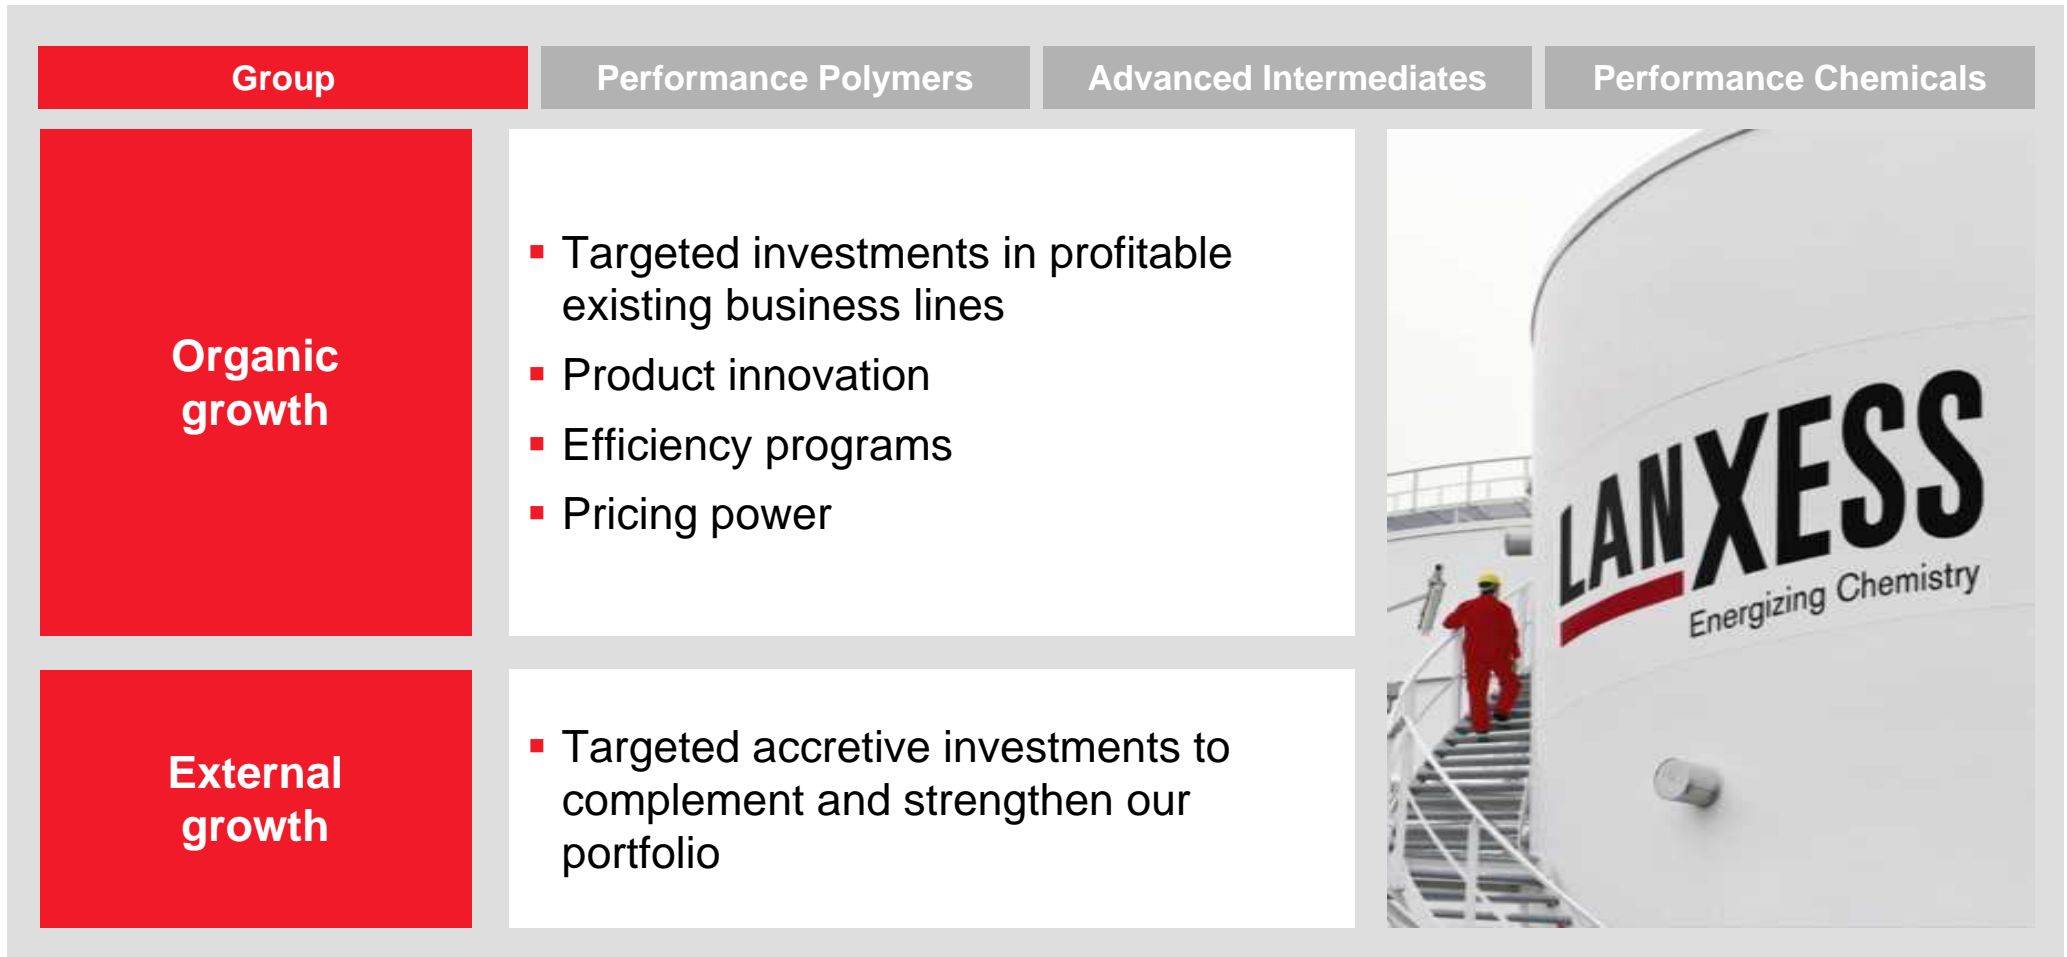 Group
Performance Polymers
Advanced Intermediates
Performance Chemicals
Organic
growth
▪ Targeted investments in profitable
existing business lines
▪ Product innovation
▪ Efficiency programs
▪ Pricing power
External
growth
▪ Targeted accretive investments to
complement and strengthen our
portfolio
LANXESS
Energizing Chemistry